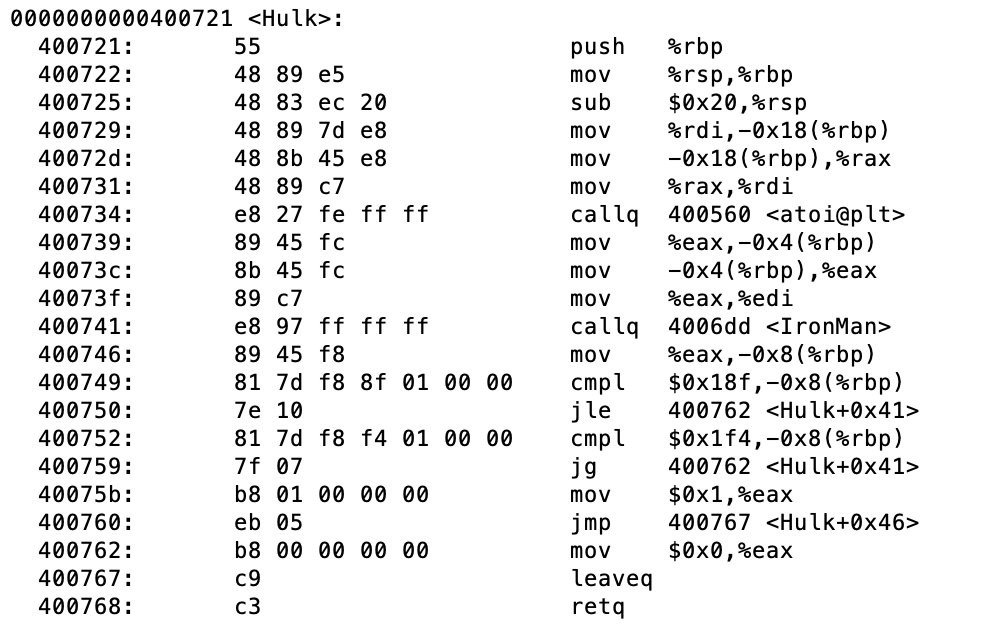 0000000000400721 <Hulk>:
  400721:       55                      push   %rbp
  400722:       48 89 e5                mov    %rsp,%rbp
  400725:       48 83 ec 20             sub    $0x20,%rsp
  400729:       48 89 7d e8             mov    %rdi,-0x18(%rbp)
  40072d:       48 8b 45 e8             mov    -0x18(%rbp),%rax
  400731:       48 89 c7                mov    %rax,%rdi
  400734:       e8 27 fe ff ff          callq  400560 <atoi@plt>
  400739:       89 45 fc                mov    %eax,-0x4(%rbp)
  40073c:       8b 45 fc                mov    -0x4(%rbp),%eax
  40073f:       89 c7                   mov    %eax,%edi
  400741:       e8 97 ff ff ff          callq  4006dd <IronMan>
  400746:       89 45 f8                mov    %eax,-0x8(%rbp)
  400749:       81 7d f8 8f 01 00 00    cmpl   $0x18f,-0x8(%rbp)
  400750:       7e 10                   jle    400762 <Hulk+0x41>
  400752:       81 7d f8 f4 01 00 00    cmpl   $0x1f4,-0x8(%rbp)
  400759:       7f 07                   jg     400762 <Hulk+0x41>
  40075b:       b8 01 00 00 00          mov    $0x1,%eax
  400760:       eb 05                   jmp    400767 <Hulk+0x46>
  400762:       b8 00 00 00 00          mov    $0x0,%eax
  400767:       c9                      leaveq
  400768:       c3                      retq